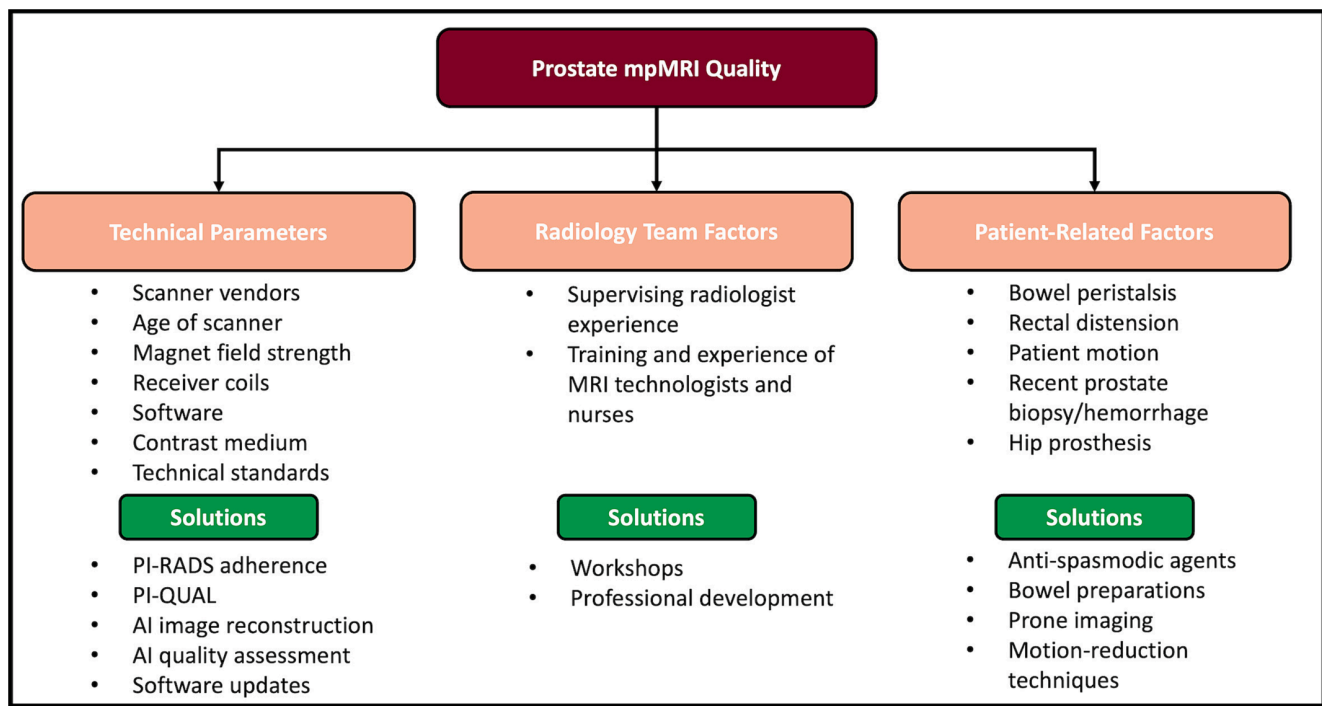 Prostate mpMRI Quality
Technical Parameters
• Scanner vendors
• Age of scanner
• Magnet field strength
• Receiver coils
• Software
• Contrast medium
• Technical standards
Solutions
• PI-RADS adherence
• PI-QUAL
• AI image reconstruction
• AI quality assessment
• Software updates
Radiology Team Factors
• Supervising radiologist
experience
• Training and experience of
MRI technologists and
nurses
Solutions
• Workshops
• Professional development
Patient-Related Factors
• Bowel peristalsis
• Rectal distension
• Patient motion
• Recent prostate
biopsy/hemorrhage
• Hip prosthesis
Solutions
• Anti-spasmodic agents
• Bowel preparations
• Prone imaging
• Motion-reduction
techniques